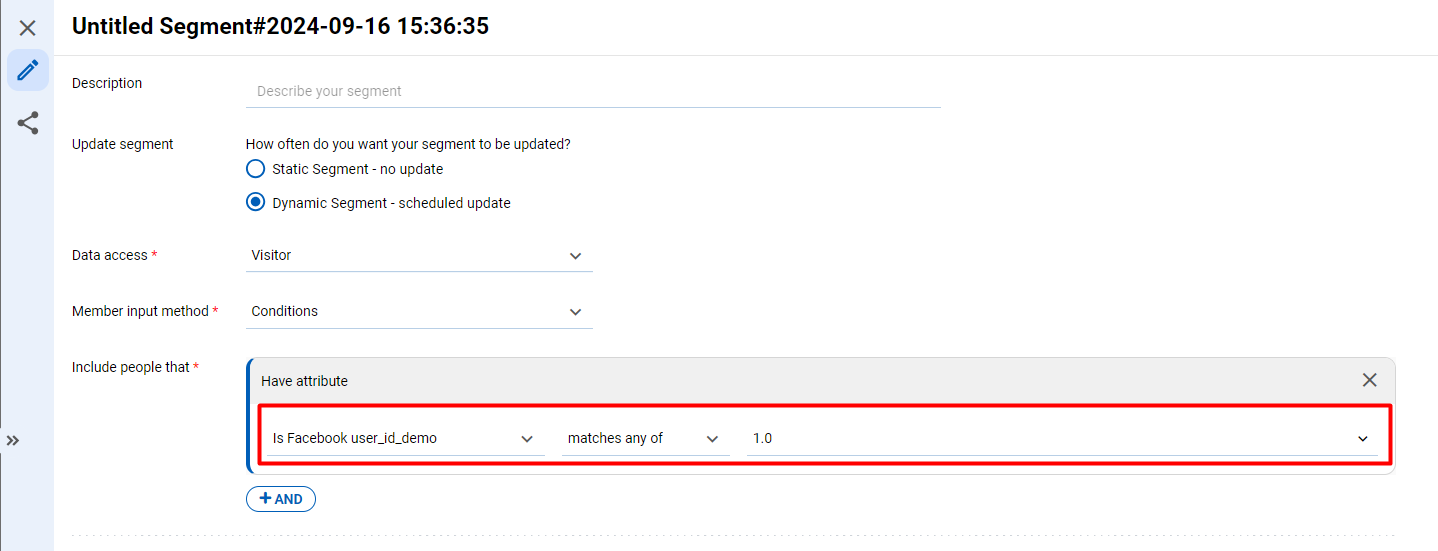 Untitled Segment#2024-09-16 15:36:35
Description
Describe your segment
Update segment
How often do you want your segment to be updated?
Static Segment - no update
Dynamic Segment - scheduled update
Data access *
Visitor
Member input method *
Conditions
Include people that *
Have attribute
Is Facebook user_id_demo matches any of 1.0
+ AND